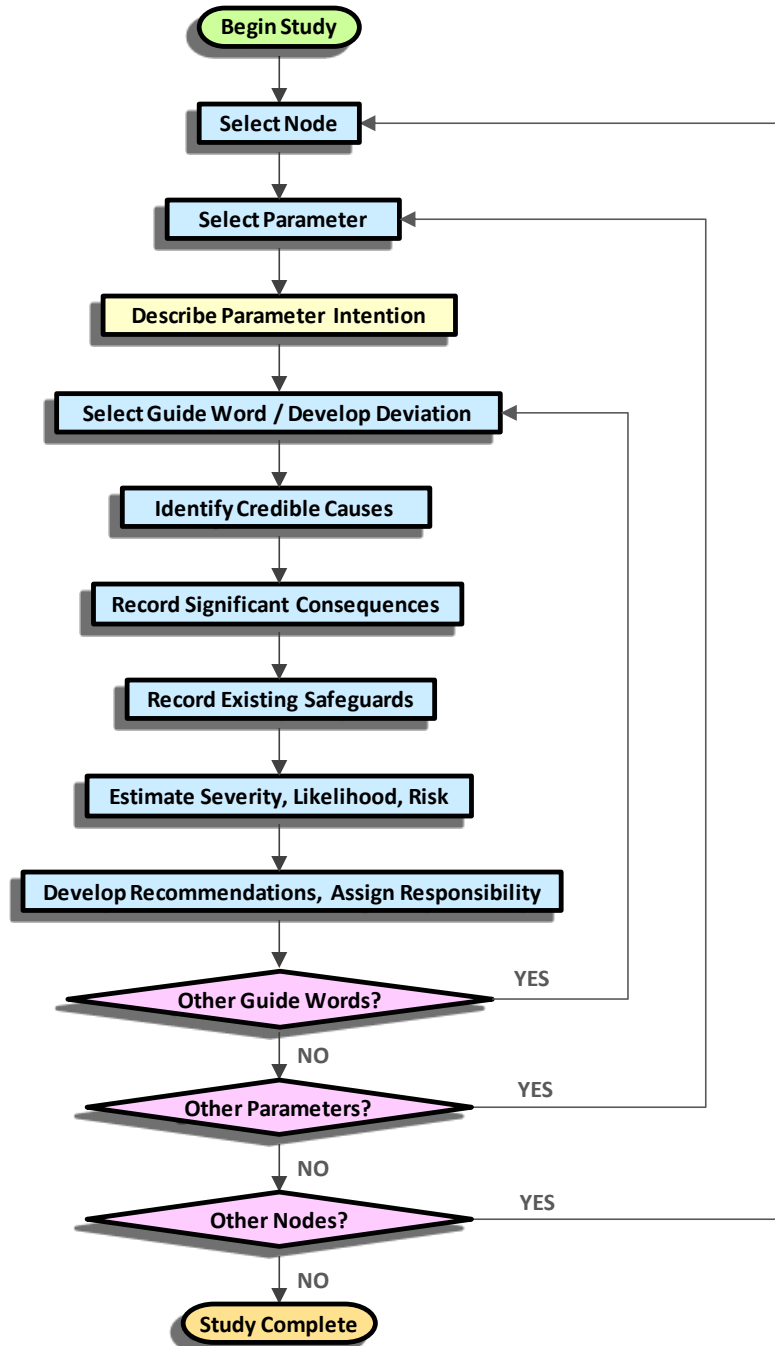 Begin Study
Select Node
Select Parameter
Describe Parameter Intention
Select Guide Word / Develop Deviation
Identify Credible Causes
Record Significant Consequences
Record Existing Safeguards
Estimate Severity, Likelihood, Risk
Develop Recommendations, Assign Responsibility
Other Guide Words?
YES
NO
Other Parameters?
YES
NO
Other Nodes?
YES
NO
Study Complete